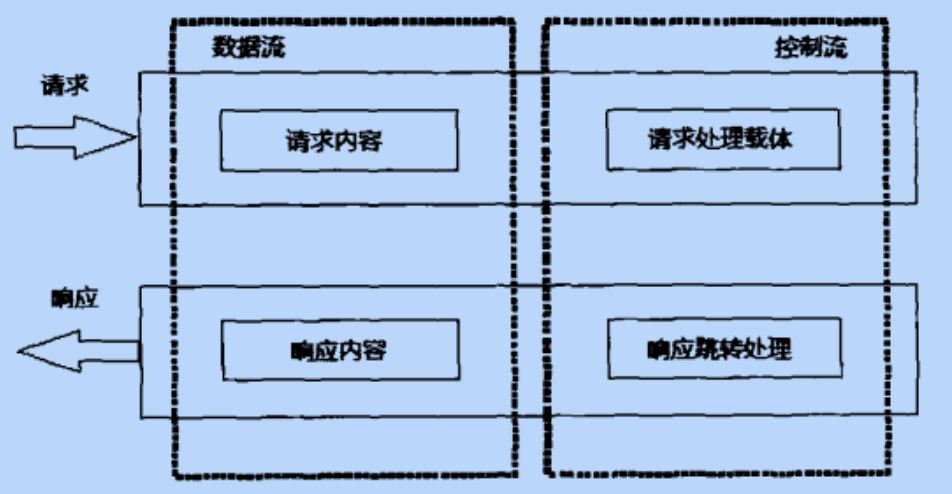 数据流
控制流
请求
请求内容
请求处理载体
响应
响应内容
响应跳转处理